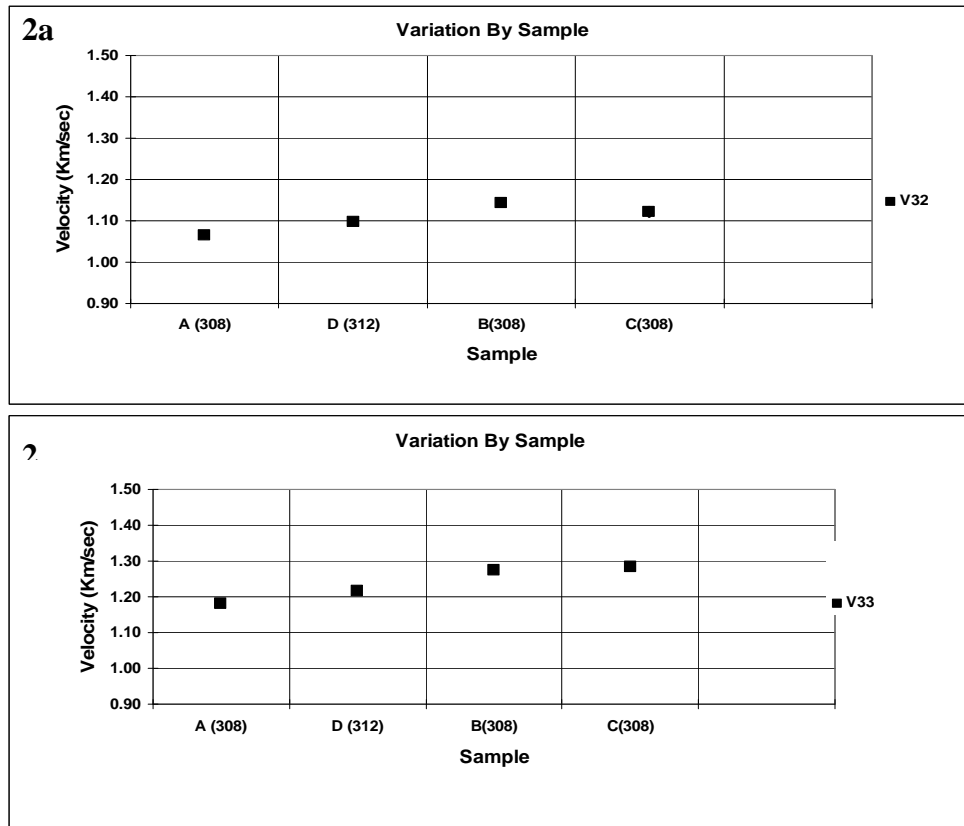 2a
Variation By Sample
Velocity (Km/sec)
1.50
1.40
1.30
1.20
1.10
1.00
0.90
A (308) D (312) B(308) C(308)
Sample
V32
2
Variation By Sample
Velocity (Km/sec)
1.50
1.40
1.30
1.20
1.10
1.00
0.90
A (308) D (312) B(308) C(308)
Sample
V33